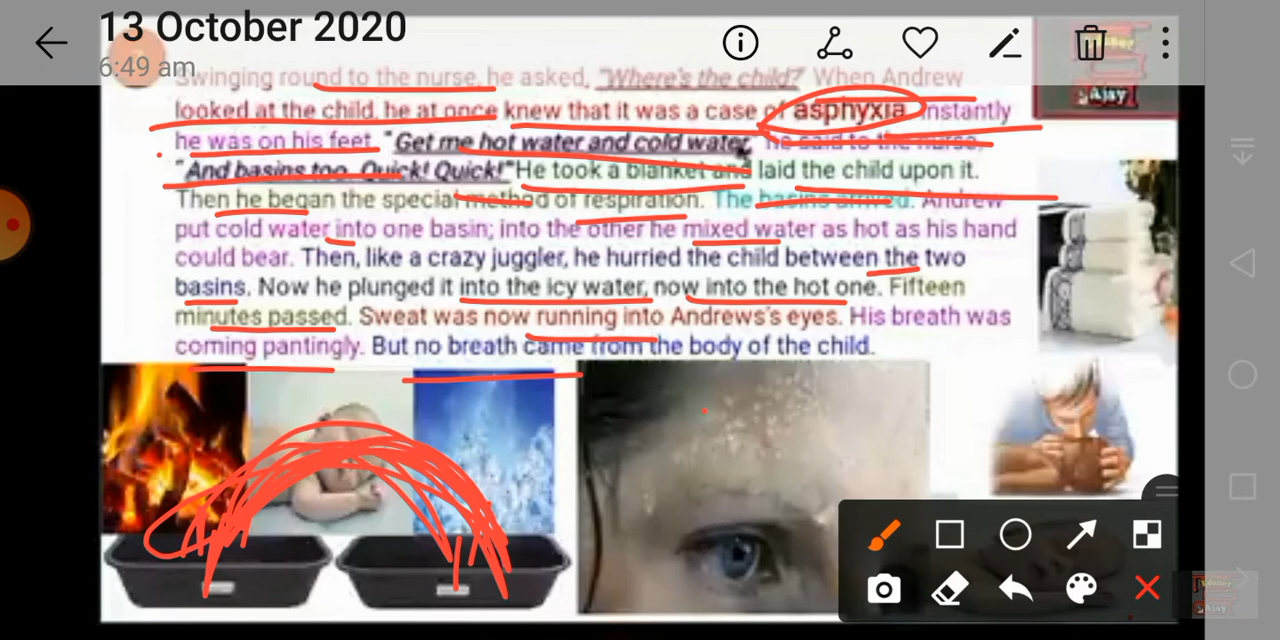 13 October 2020
6:49 am
Swinging round to the nurse, he asked, "Where's the child?" When Andrew
looked at the child, he at once knew that it was a case of asphyxia. Instantly
he was on his feet. "Get me hot water and cold water," he said to the nurse.
"And basins too. Quick! Quick!" He took a blanket and laid the child upon it.
Then he began the special method of respiration. The basins arrived. Andrew
put cold water into one basin; into the other he mixed water as hot as his hand
could bear. Then, like a crazy juggler, he hurried the child between the two
basins. Now he plunged it into the icy water, now into the hot one. Fifteen
minutes passed. Sweat was now running into Andrews's eyes. His breath was
coming pantingly. But no breath came from the body of the child.
Ajay
Ajay